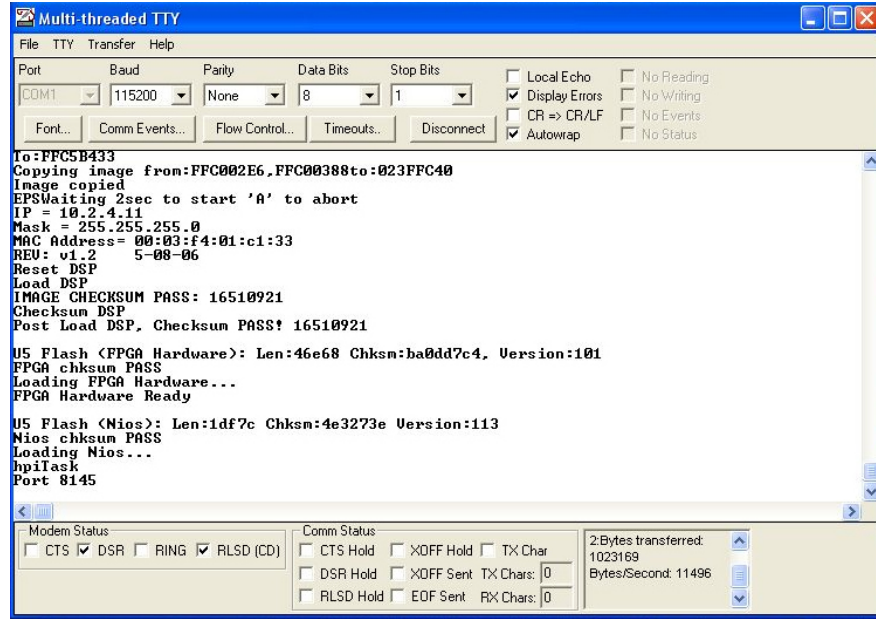 Multi-threaded TTY
File TTY Transfer Help
Port Baud Parity Data Bits Stop Bits
COM1 115200 None 8 1
Font... Comm Events... Flow Control... Timeouts.. Disconnect
Local Echo No Reading
Display Errors No Writing
CR => CR/LF No Events
Autowrap No Status
To:FFC5B433
Copying image from:FFC002E6,FFC00388to:023FFC40
Image copied
EPSWaiting 2sec to start 'A' to abort
IP = 10.2.4.11
Mask = 255.255.255.0
MAC Address= 00:03:f4:01:c1:33
REV: v1.2 5-08-06
Reset DSP
Load DSP
IMAGE CHECKSUM PASS: 16510921
Checksum DSP
Post Load DSP, Checksum PASS! 16510921
U5 Flash (FPGA Hardware): Len:46e68 Chksm:ba0dd7c4, Version:101
FPGA chksum PASS
Loading FPGA Hardware...
FPGA Hardware Ready
U5 Flash (Nios): Len:1df7c Chksm:4e3273e Version:113
Nios chksum PASS
Loading Nios...
hpiTask
Port 8145
Modem Status
CTS DSR RING RLSD (CD)
Comm Status
CTS Hold XOFF Hold TX Char
DSR Hold XOFF Sent TX Chars: 0
RLSD Hold EOF Sent RX Chars: 0
2:Bytes transferred:
1023169
Bytes/Second: 11496